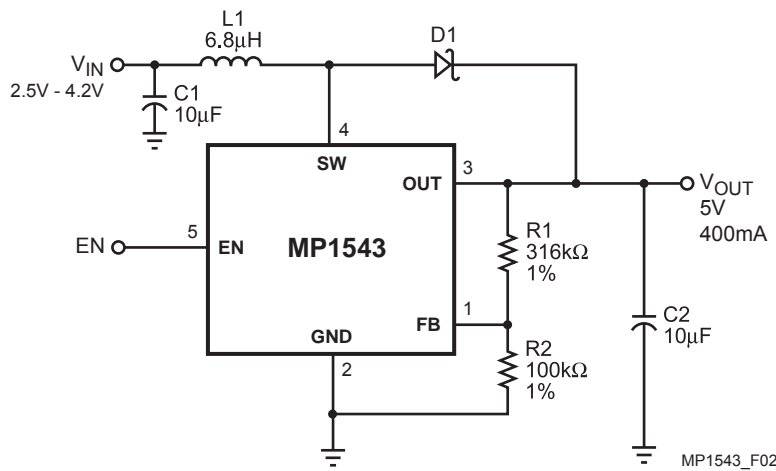 L1
6.8μH
D1
VIN
2.5V - 4.2V
C1
10μF
4
SW
OUT
3
VOUT
5V
400mA
EN
5
EN
MP1543
R1
316kΩ
1%
FB
1
GND
2
R2
100kΩ
1%
C2
10μF
MP1543_F02